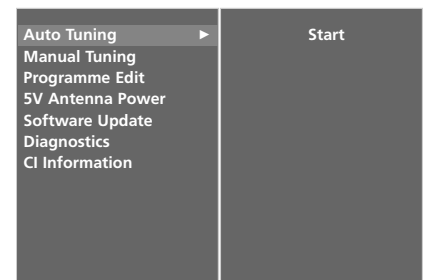 Auto Tuning ► Start
Manual Tuning
Programme Edit
5V Antenna Power
Software Update
Diagnostics
CI Information